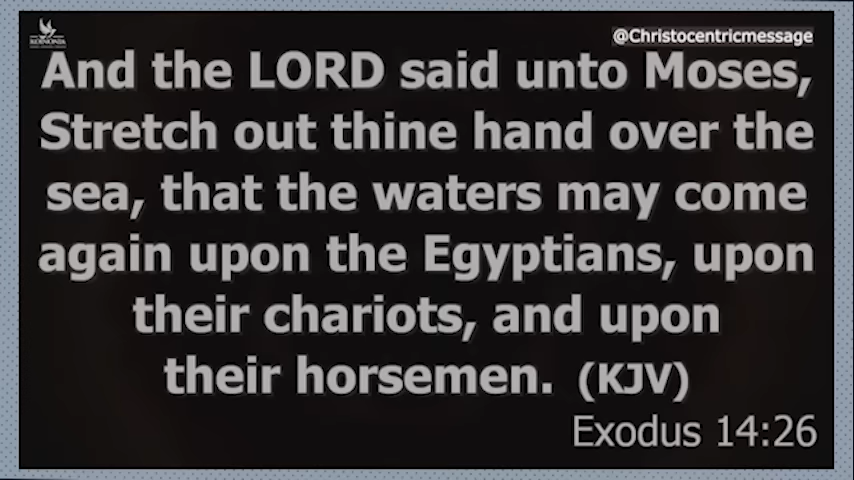 KOINONIA
@Christocentricmessage
And the LORD said unto Moses,
Stretch out thine hand over the
sea, that the waters may come
again upon the Egyptians, upon
their chariots, and upon
their horsemen. (KJV)
Exodus 14:26